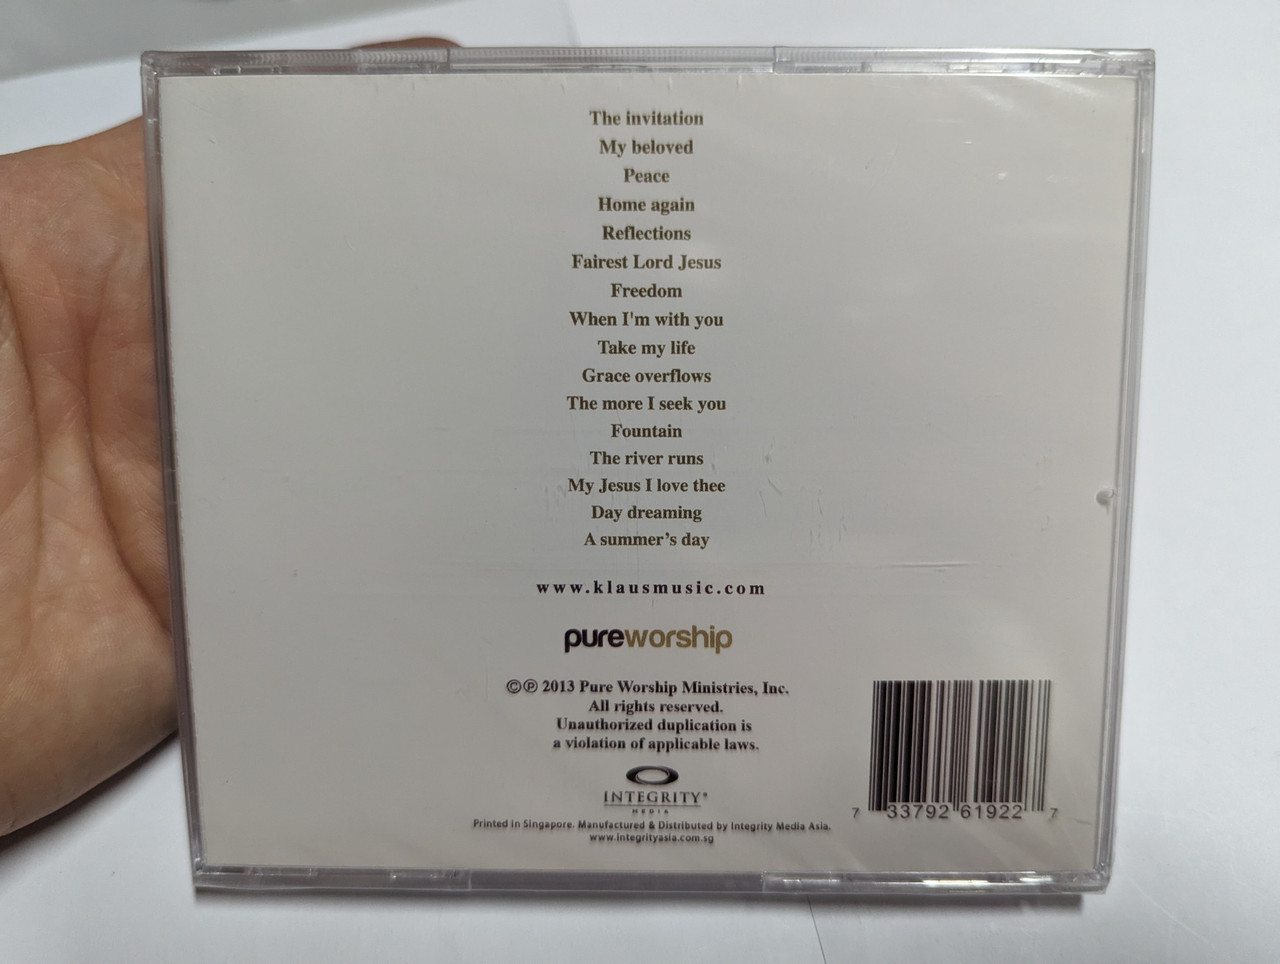 The invitation
My beloved
Peace
Home again
Reflections
Fairest Lord Jesus
Freedom
When I'm with you
Take my life
Grace overflows
The more I seek you
Fountain
The river runs
My Jesus I love thee
Day dreaming
A summer’s day
www.klausmusic.com
pureworship
©℗ 2013 Pure Worship Ministries, Inc.
All rights reserved.
Unauthorized duplication is
a violation of applicable laws.
INTEGRITY®
MEDIA
Printed in Singapore. Manufactured & Distributed by Integrity Media Asia.
www.integrityasia.com.sg
7 33792 61922 7